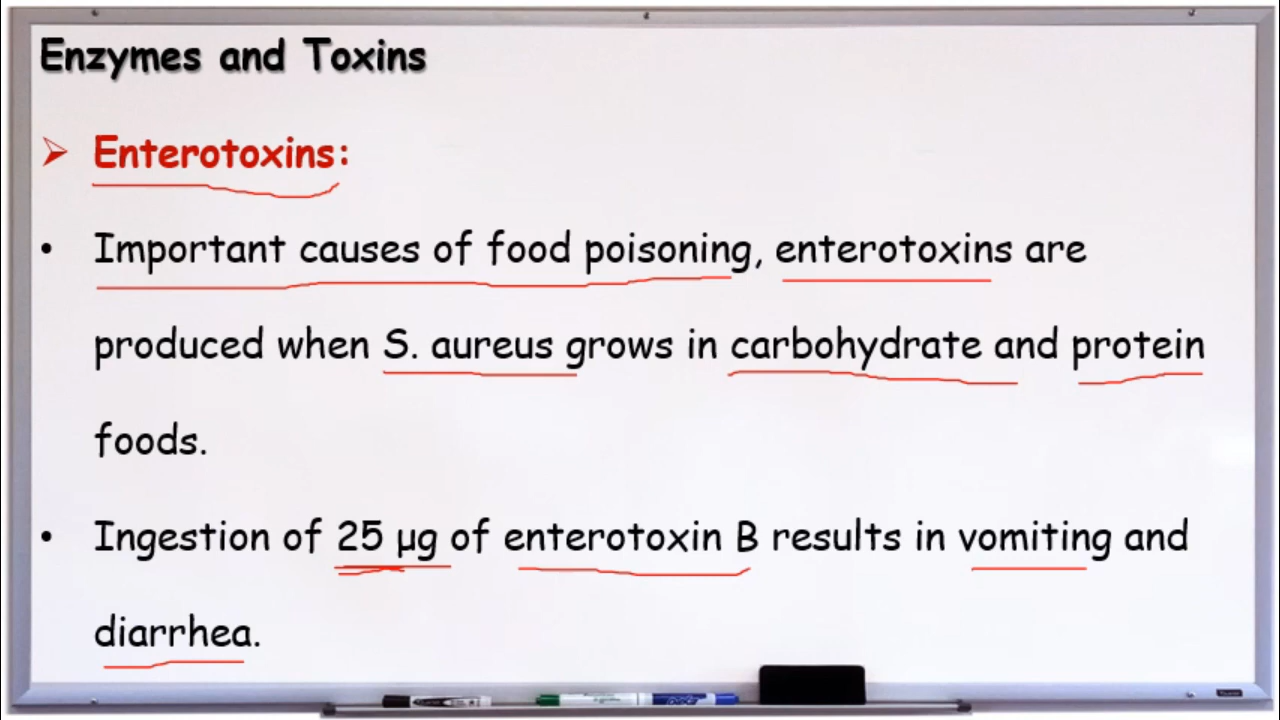 Enzymes and Toxins
➢ Enterotoxins:
• Important causes of food poisoning, enterotoxins are
produced when S. aureus grows in carbohydrate and protein
foods.
• Ingestion of 25 µg of enterotoxin B results in vomiting and
diarrhea.